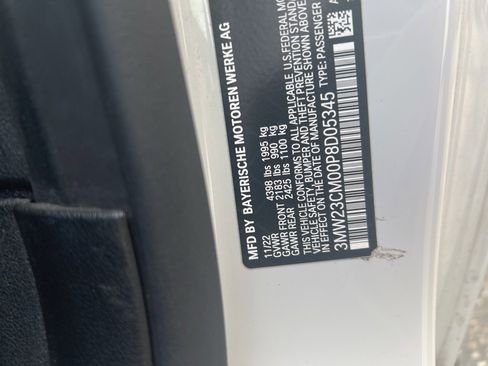 MFD BY BAYERISCHE MOTOREN WERKE AG
11/22
GVWR 4398 lbs 1995 kg
GAWR FRONT 2183 lbs 990 kg
GAWR REAR 2425 lbs 1100 kg
THIS VEHICLE CONFORMS TO ALL APPLICABLE U.S. FEDERAL MO
VEHICLE SAFETY, BUMPER AND THEFT PREVENTION STAND
IN EFFECT ON THE DATE OF MANUFACTURE SHOWN ABOVE
3MW23CM00P8D05345 TYPE: PASSENGER